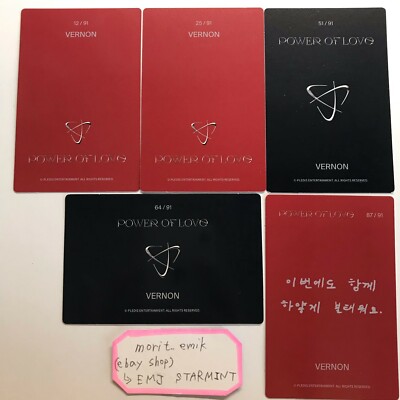 12 / 91
VERNON
POWER OF LOVE
© PLEDIS ENTERTAINMENT. ALL RIGHTS RESERVED.
23 / 91
VERNON
POWER OF LOVE
© PLEDIS ENTERTAINMENT. ALL RIGHTS RESERVED.
51 / 91
POWER OF LOVE
VERNON
© PLEDIS ENTERTAINMENT. ALL RIGHTS RESERVED.
64 / 91
POWER OF LOVE
VERNON
© PLEDIS ENTERTAINMENT. ALL RIGHTS RESERVED.
POWER OF LOVE 87 / 91
이번에도 함께
하얗게 불태워요.
VERNON
© PLEDIS ENTERTAINMENT. ALL RIGHTS RESERVED.
morit_emik
(ebay shop)
↳ EMJ STARMINT